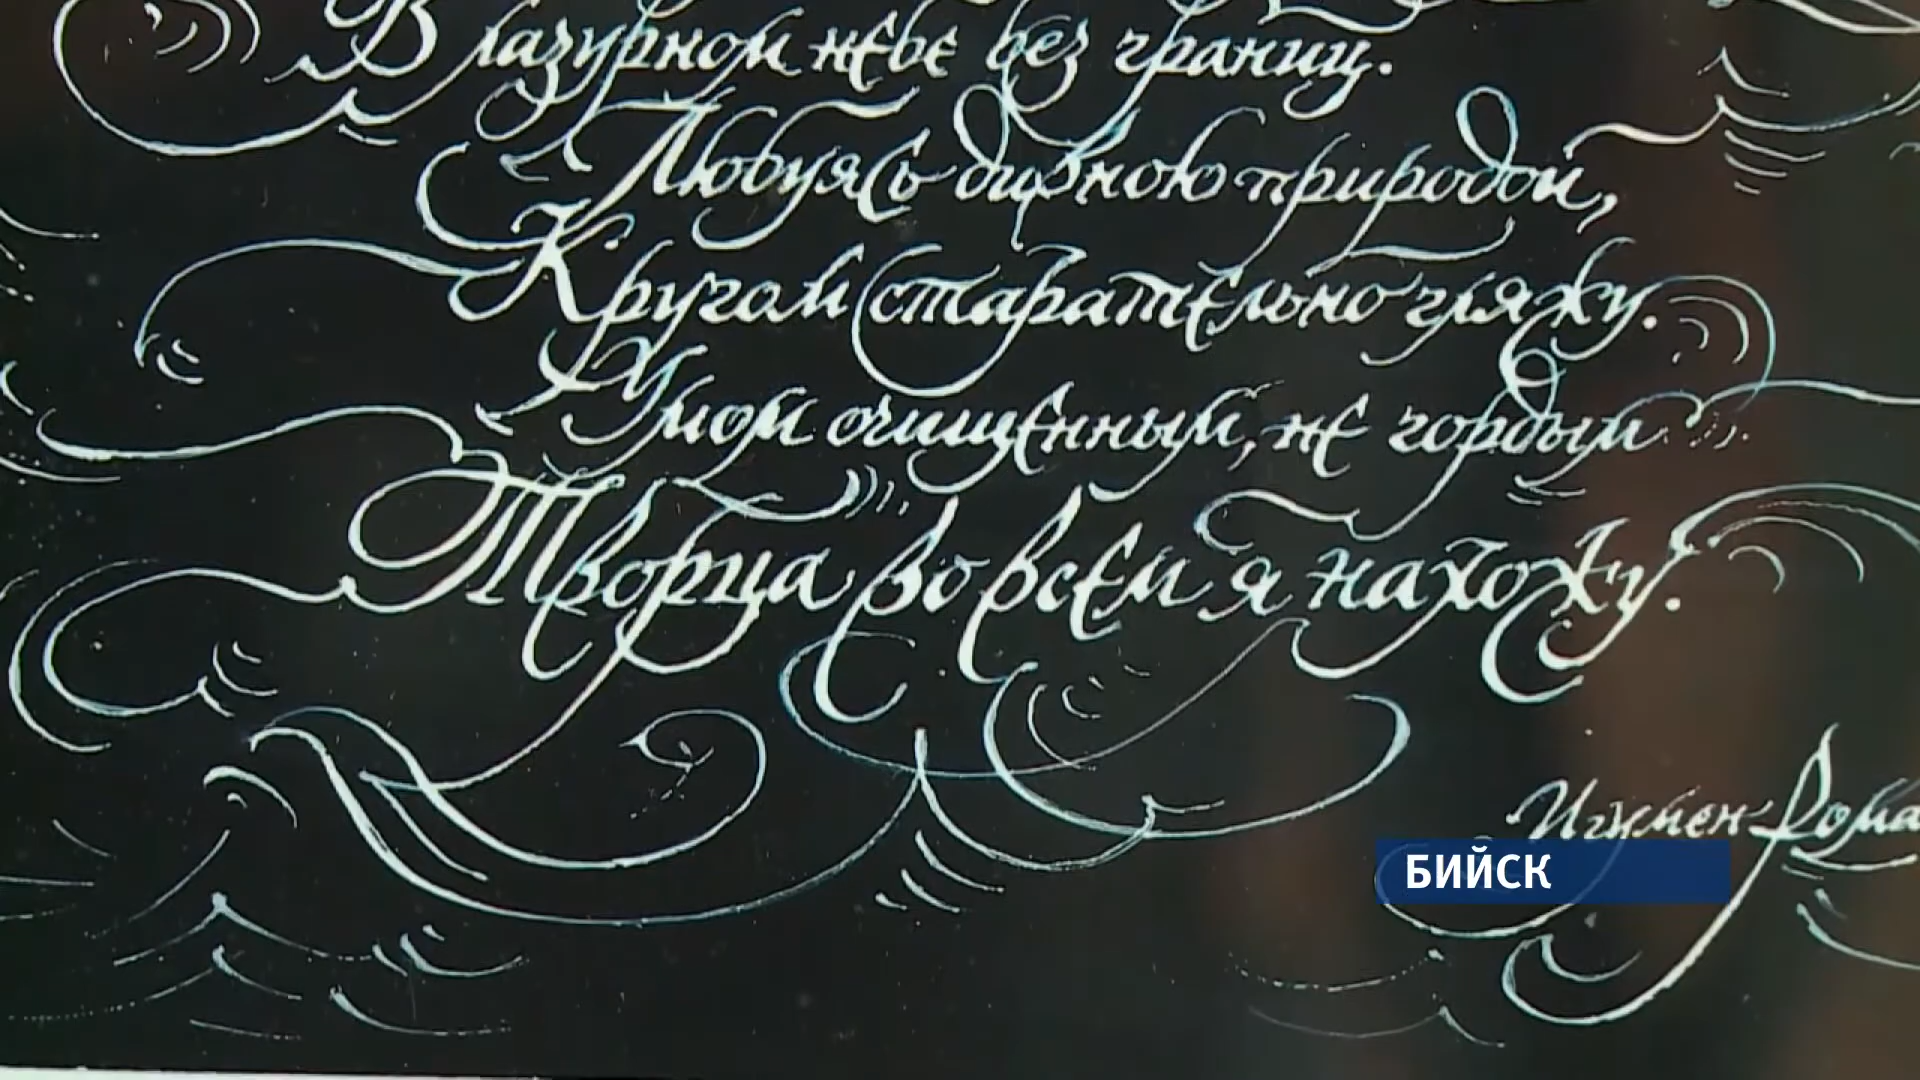 В лазурном небе без границ.
Любуясь дивною природой,
Кругом старательно гляжу.
Умом очищенным, не гордым
Творца во всем я нахожу.
Игумен Рома
БИЙСК